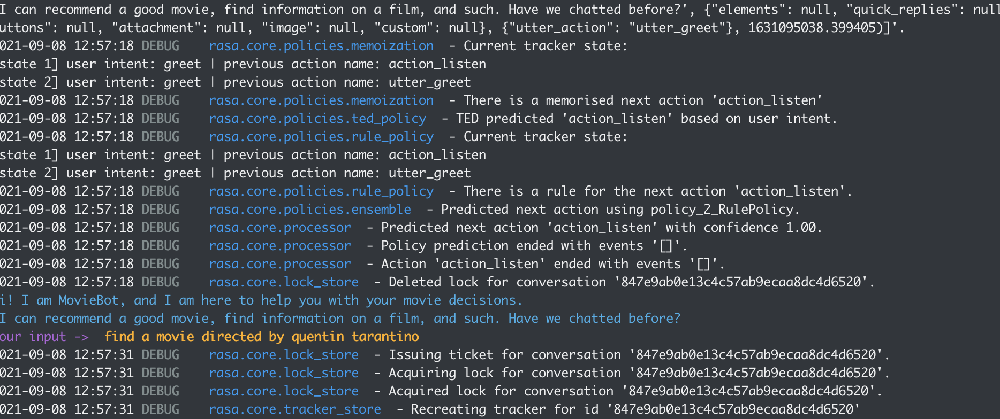 I can recommend a good movie, find information on a film, and such. Have we chatted before?', {"elements": null, "quick_replies": null
uttons": null, "attachment": null, "image": null, "custom": null}, {"utter_action": "utter_greet"}, 1631095038.399405)]'.
021-09-08 12:57:18 DEBUG    rasa.core.policies.memoization  - Current tracker state:
state 1] user intent: greet | previous action name: action_listen
state 2] user intent: greet | previous action name: utter_greet
021-09-08 12:57:18 DEBUG    rasa.core.policies.memoization  - There is a memorised next action 'action_listen'
021-09-08 12:57:18 DEBUG    rasa.core.policies.ted_policy  - TED predicted 'action_listen' based on user intent.
021-09-08 12:57:18 DEBUG    rasa.core.policies.rule_policy  - Current tracker state:
state 1] user intent: greet | previous action name: action_listen
state 2] user intent: greet | previous action name: utter_greet
021-09-08 12:57:18 DEBUG    rasa.core.policies.rule_policy  - There is a rule for the next action 'action_listen'.
021-09-08 12:57:18 DEBUG    rasa.core.policies.ensemble  - Predicted next action using policy_2_RulePolicy.
021-09-08 12:57:18 DEBUG    rasa.core.processor  - Predicted next action 'action_listen' with confidence 1.00.
021-09-08 12:57:18 DEBUG    rasa.core.processor  - Policy prediction ended with events '[]'.
021-09-08 12:57:18 DEBUG    rasa.core.processor  - Action 'action_listen' ended with events '[]'.
021-09-08 12:57:18 DEBUG    rasa.core.lock_store  - Deleted lock for conversation '847e9ab0e13c4c57ab9ecaa8dc4d6520'.
i! I am MovieBot, and I am here to help you with your movie decisions.
I can recommend a good movie, find information on a film, and such. Have we chatted before?
our input ->  find a movie directed by quentin tarantino
021-09-08 12:57:31 DEBUG    rasa.core.lock_store  - Issuing ticket for conversation '847e9ab0e13c4c57ab9ecaa8dc4d6520'.
021-09-08 12:57:31 DEBUG    rasa.core.lock_store  - Acquiring lock for conversation '847e9ab0e13c4c57ab9ecaa8dc4d6520'.
021-09-08 12:57:31 DEBUG    rasa.core.lock_store  - Acquired lock for conversation '847e9ab0e13c4c57ab9ecaa8dc4d6520'.
021-09-08 12:57:31 DEBUG    rasa.core.tracker_store  - Recreating tracker for id '847e9ab0e13c4c57ab9ecaa8dc4d6520'